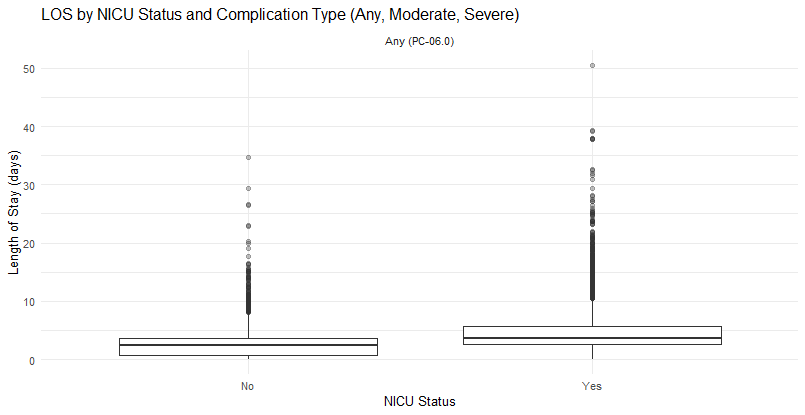 LOS by NICU Status and Complication Type (Any, Moderate, Severe)
Any (PC-06.0)
50
40
30
20
10
0
Length of Stay (days)
No
Yes
NICU Status